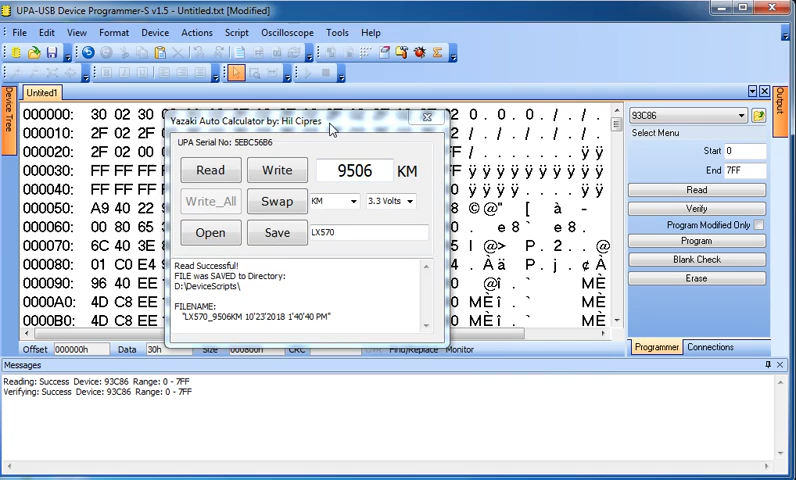 UPA-USB Device Programmer-S v1.5 - Untitled.txt [Modified]
File Edit View Format Device Actions Script Oscilloscope Tools Help
Untitled1
Device Tree
Output
000000: 30 02 30
000010: 2F 02 2F
000020: 2F 02 00
000030: FF FF FF
000040: FF FF FF
000050: A9 40 22
000060: 00 80 65
000070: 6C 40 3E
000080: 01 C0 E4
000090: 96 40 EE
0000A0: 4D C8 EE
0000B0: 4D C8 EE
Yazaki Auto Calculator by: Hil Cipres
UPA Serial No: 5EBC56B6
Read Write 9506 KM
Write_All Swap KM 3.3 Volts
Open Save LX570
Read Successful!
FILE was SAVED to Directory:
D:\DeviceScripts\
FILENAME:
"LX570_9506KM 10'23'2018 1'40'40 PM"
93C86
Select Menu
Start 0
End 7FF
Read
Verify
Program Modified Only
Program
Blank Check
Erase
Programmer Connections
Offset 000000h Data 30h Size 000800h CRC OVR Find/Replace Monitor
Messages
Reading: Success Device: 93C86 Range: 0 - 7FF
Verifying: Success Device: 93C86 Range: 0 - 7FF